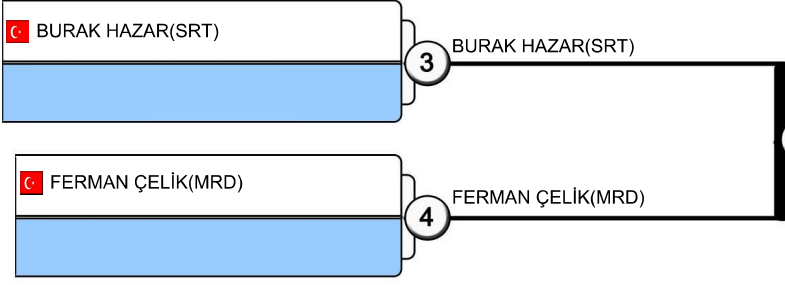 BURAK HAZAR(SRT)
3
BURAK HAZAR(SRT)
FERMAN ÇELİK(MRD)
4
FERMAN ÇELİK(MRD)